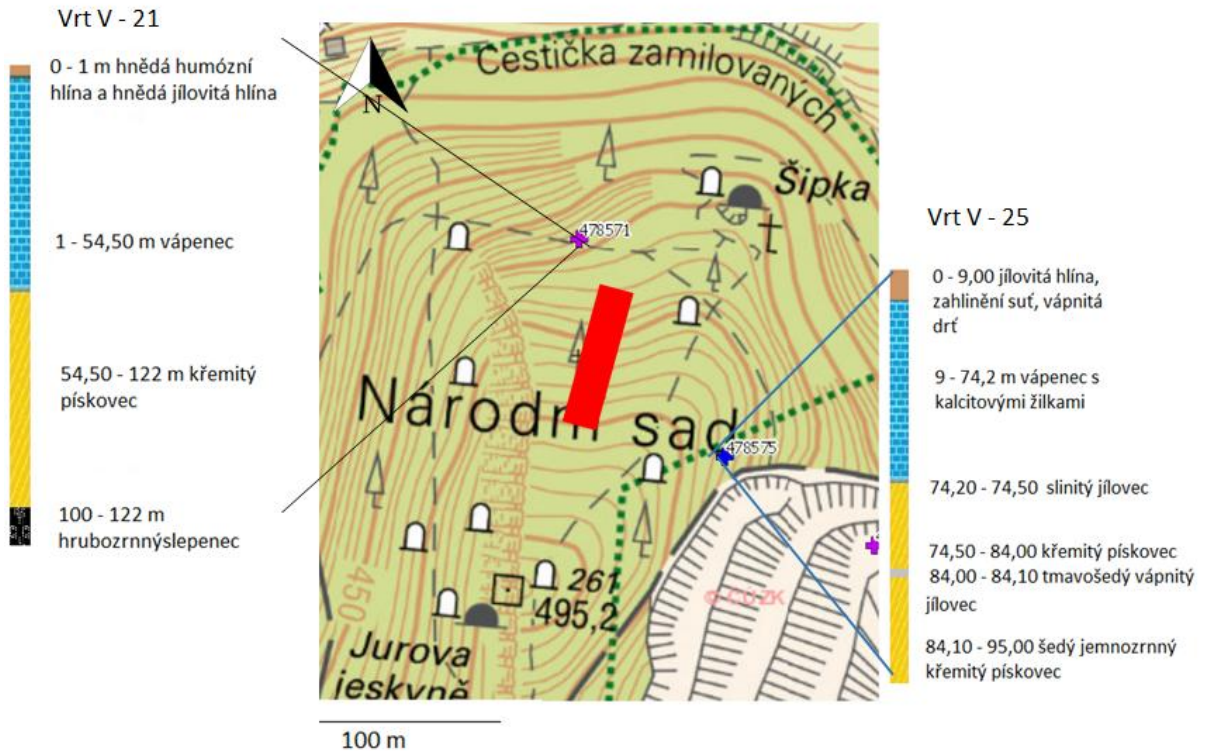 Vrt V - 21
0 - 1 m hnědá humózní
hlína a hnědá jílovitá hlína
1 - 54,50 m vápenec
54,50 - 122 m křemitý
pískovec
100 - 122 m
hrubozrnnýslepenec
N
Cestička zamilovaných
Šipka
478571
Národní sad
478575
450
261
495,2
© ČÚZK
Jurova
jeskyně
100 m
Vrt V - 25
0 - 9,00 jílovitá hlína,
zahlinění suť, vápnitá
drť
9 - 74,2 m vápenec s
kalcitovými žilkami
74,20 - 74,50 slinitý jílovec
74,50 - 84,00 křemitý pískovec
84,00 - 84,10 tmavošedý vápnitý
jílovec
84,10 - 95,00 šedý jemnozrnný
křemitý pískovec